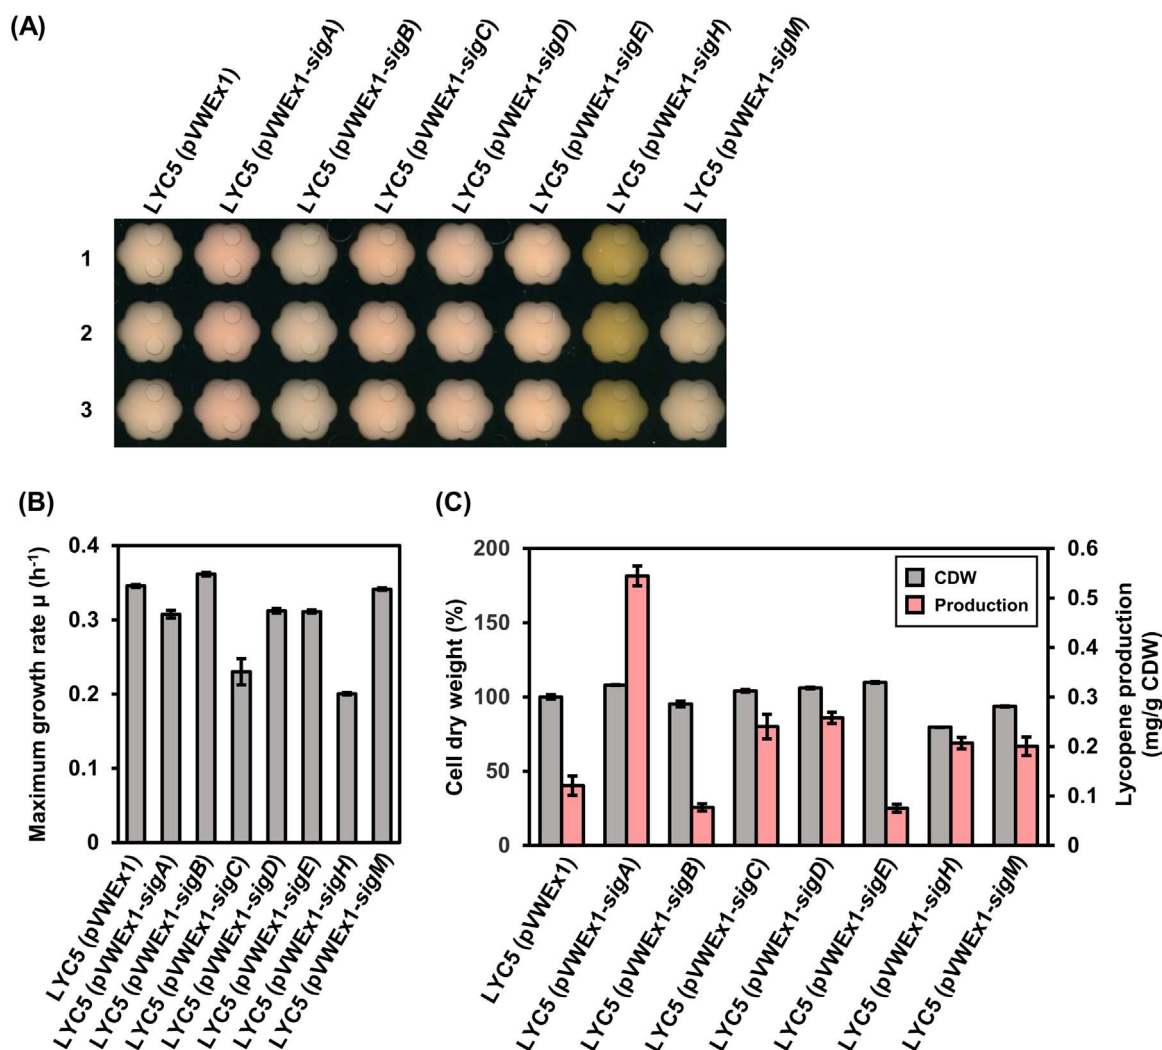 (A)
LYC5 (pVWEx1)
LYC5 (pVWEx1-sigA)
LYC5 (pVWEx1-sigB)
LYC5 (pVWEx1-sigC)
LYC5 (pVWEx1-sigD)
LYC5 (pVWEx1-sigE)
LYC5 (pVWEx1-sigH)
LYC5 (pVWEx1-sigM)
1
2
3
(B)
Maximum growth rate µ (h-1)
0.4
0.3
0.2
0.1
0
LYC5 (pVWEx1)
LYC5 (pVWEx1-sigA)
LYC5 (pVWEx1-sigB)
LYC5 (pVWEx1-sigC)
LYC5 (pVWEx1-sigD)
LYC5 (pVWEx1-sigE)
LYC5 (pVWEx1-sigH)
LYC5 (pVWEx1-sigM)
(C)
Cell dry weight (%)
200
150
100
50
0
CDW
Production
0.6
0.5
0.4
0.3
0.2
0.1
0
Lycopene production
(mg/g CDW)
LYC5 (pVWEx1)
LYC5 (pVWEx1-sigA)
LYC5 (pVWEx1-sigB)
LYC5 (pVWEx1-sigC)
LYC5 (pVWEx1-sigD)
LYC5 (pVWEx1-sigE)
LYC5 (pVWEx1-sigH)
LYC5 (pVWEx1-sigM)